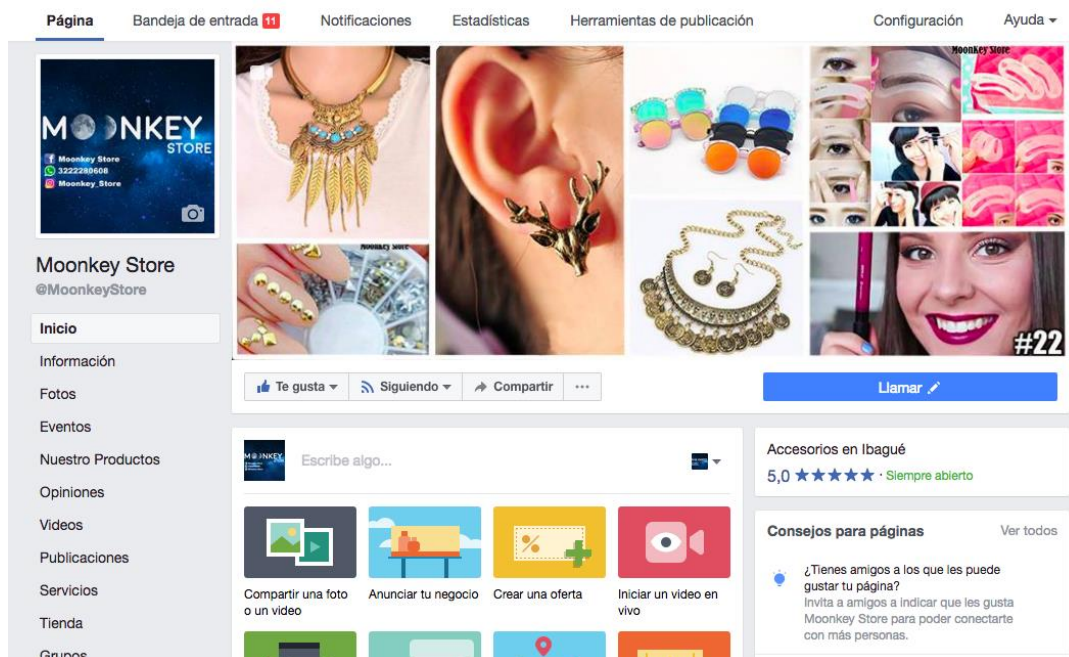 Página
Bandeja de entrada 11
Notificaciones
Estadísticas
Herramientas de publicación
Configuración
Ayuda
MOONKEY
STORE
Moonkey Store
3222280608
Moonkey_Store
Moonkey Store
Moonkey Store
#22
Moonkey Store
@MoonkeyStore
Inicio
Información
Fotos
Eventos
Nuestro Productos
Opiniones
Videos
Publicaciones
Servicios
Tienda
Grupos
Te gusta
Siguiendo
Compartir
Llamar
Escribe algo...
Compartir una foto
o un video
Anunciar tu negocio
Crear una oferta
Iniciar un video en
vivo
Accesorios en Ibagué
5,0 ★★★★★ · Siempre abierto
Consejos para páginas
Ver todos
¿Tienes amigos a los que les puede
gustar tu página?
Invita a amigos a indicar que les gusta
Moonkey Store para poder conectarte
con más personas.